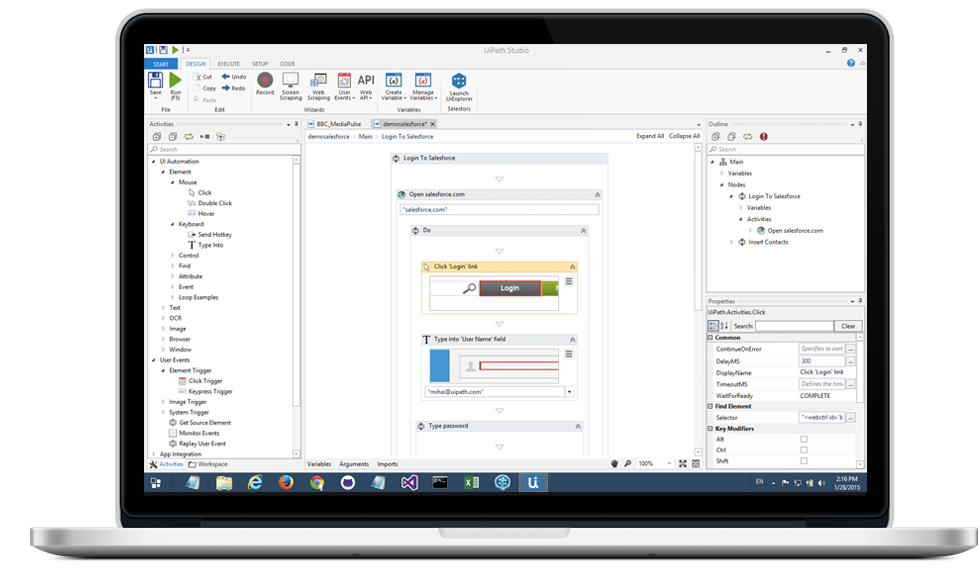 UiPath Studio
START DESIGN EXECUTE SETUP CODE
Save
Run (F5)
Cut
Copy
Paste
Undo
Redo
Record
Screen Scraping
Web Scraping
User Events
API
Web API
Create Variable
Manage Variables
Launch UiExplorer
File Edit Wizards Variables Selectors
Activities
Search
UI Automation
Element
Mouse
Click
Double Click
Hover
Keyboard
Send Hotkey
Type Into
Control
Find
Attribute
Event
Loop Examples
Text
OCR
Image
Browser
Window
User Events
Element Trigger
Click Trigger
Keypress Trigger
Image Trigger
System Trigger
Get Source Element
Monitor Events
Replay User Event
App Integration
Activities Workspace
BBC_MediaPulse demosalesforce* ×
demosalesforce › Main › Login To Salesforce Expand All Collapse All
Login To Salesforce
Open salesforce.com
"salesforce.com"
Do
Click 'Login' link
Login
Type into 'User Name' field
"mihai@uipath.com"
Type password
Variables Arguments Imports 100%
Outline
Search
Main
Variables
Nodes
Login To Salesforce
Variables
Activities
Open salesforce.com
Insert Contacts
Properties
UiPath.Activities.Click
Search: Clear
Common
ContinueOnError Specifies to cont ...
DelayMS 300 ...
DisplayName Click 'Login' link
TimeoutMS Defines the time ...
WaitForReady COMPLETE
Find Element
Selector "<webctrl id='b ...
Key Modifiers
Alt
Ctrl
Shift
EN 2:16 PM
1/28/2015